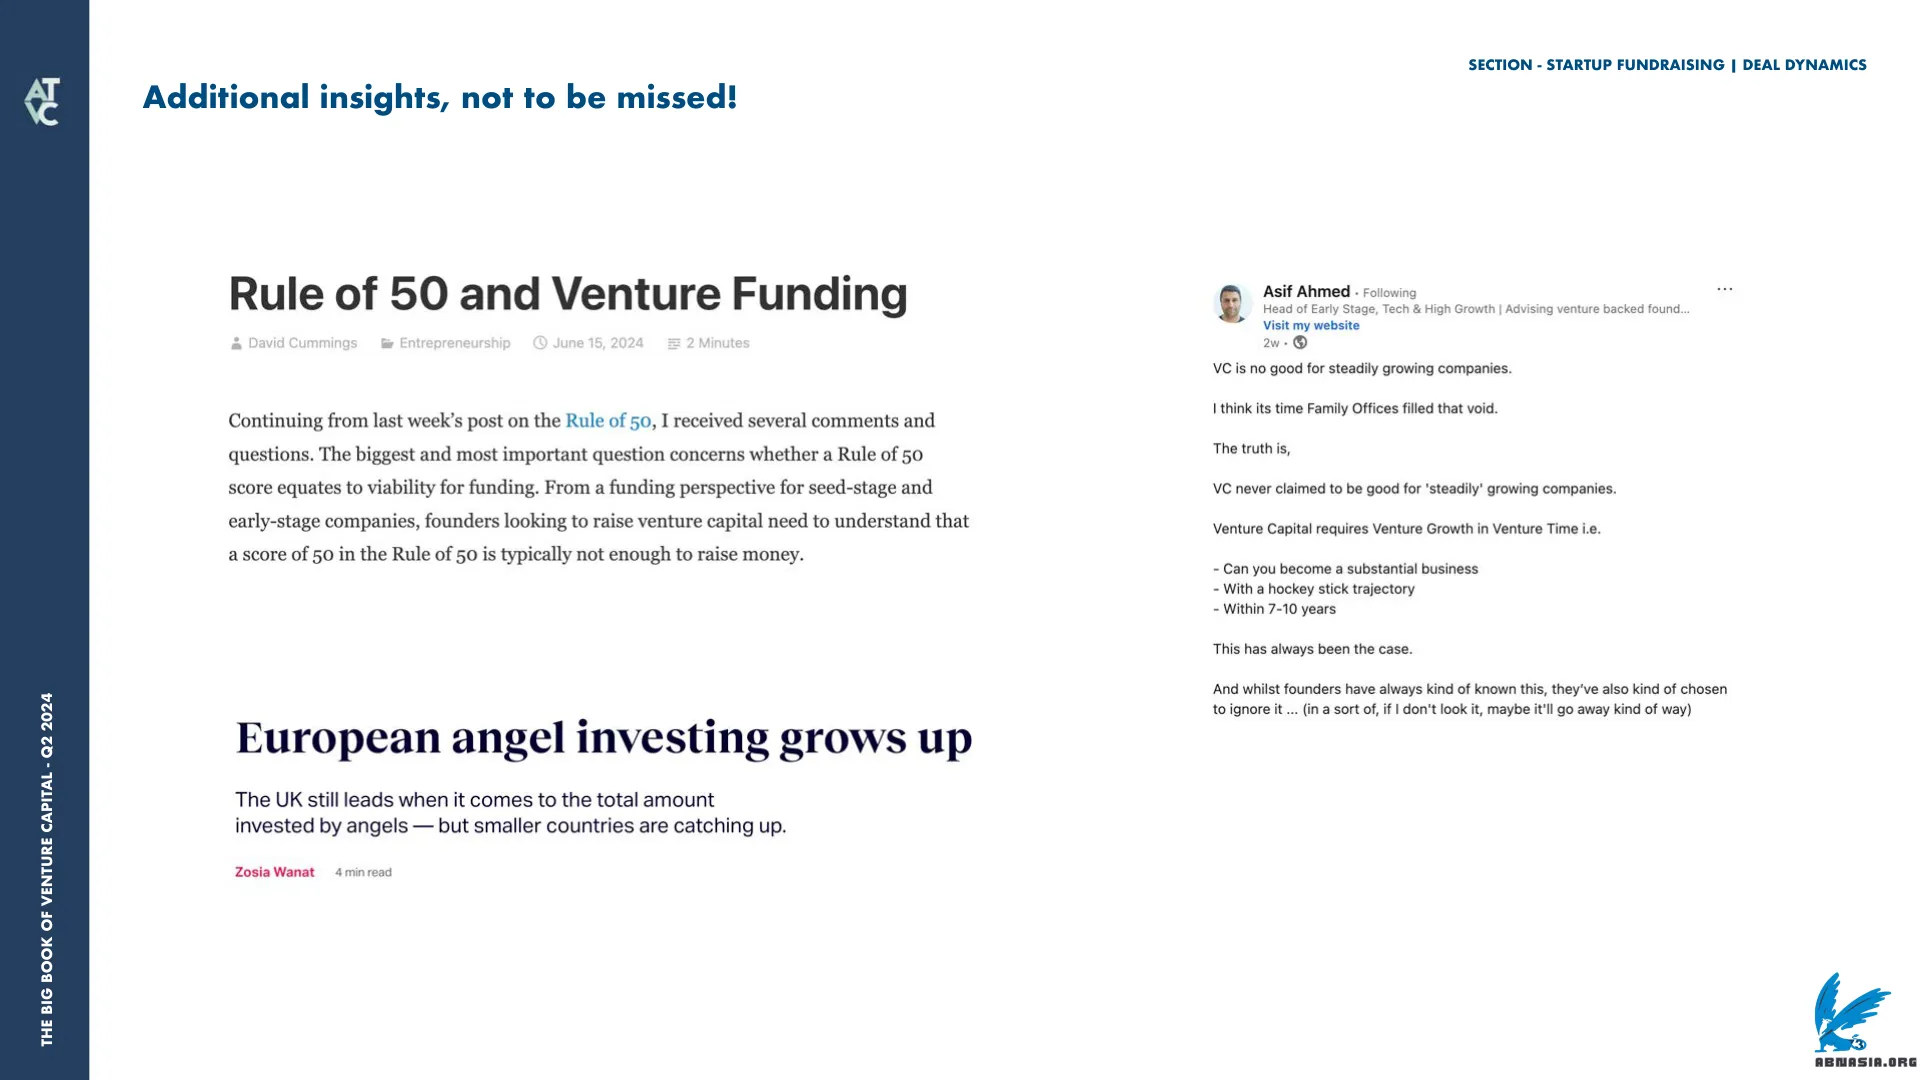 AT
VC
SECTION - STARTUP FUNDRAISING | DEAL DYNAMICS
Additional insights, not to be missed!
Rule of 50 and Venture Funding
David Cummings Entrepreneurship June 15, 2024 2 Minutes
Continuing from last week’s post on the Rule of 50, I received several comments and
questions. The biggest and most important question concerns whether a Rule of 50
score equates to viability for funding. From a funding perspective for seed-stage and
early-stage companies, founders looking to raise venture capital need to understand that
a score of 50 in the Rule of 50 is typically not enough to raise money.
European angel investing grows up
The UK still leads when it comes to the total amount
invested by angels — but smaller countries are catching up.
Zosia Wanat 4 min read
Asif Ahmed • Following
Head of Early Stage, Tech & High Growth | Advising venture backed found...
Visit my website
2w •
VC is no good for steadily growing companies.
I think its time Family Offices filled that void.
The truth is,
VC never claimed to be good for 'steadily' growing companies.
Venture Capital requires Venture Growth in Venture Time i.e.
- Can you become a substantial business
- With a hockey stick trajectory
- Within 7-10 years
This has always been the case.
And whilst founders have always kind of known this, they’ve also kind of chosen
to ignore it ... (in a sort of, if I don't look it, maybe it'll go away kind of way)
THE BIG BOOK OF VENTURE CAPITAL - Q2 2024
ABNASIA.ORG